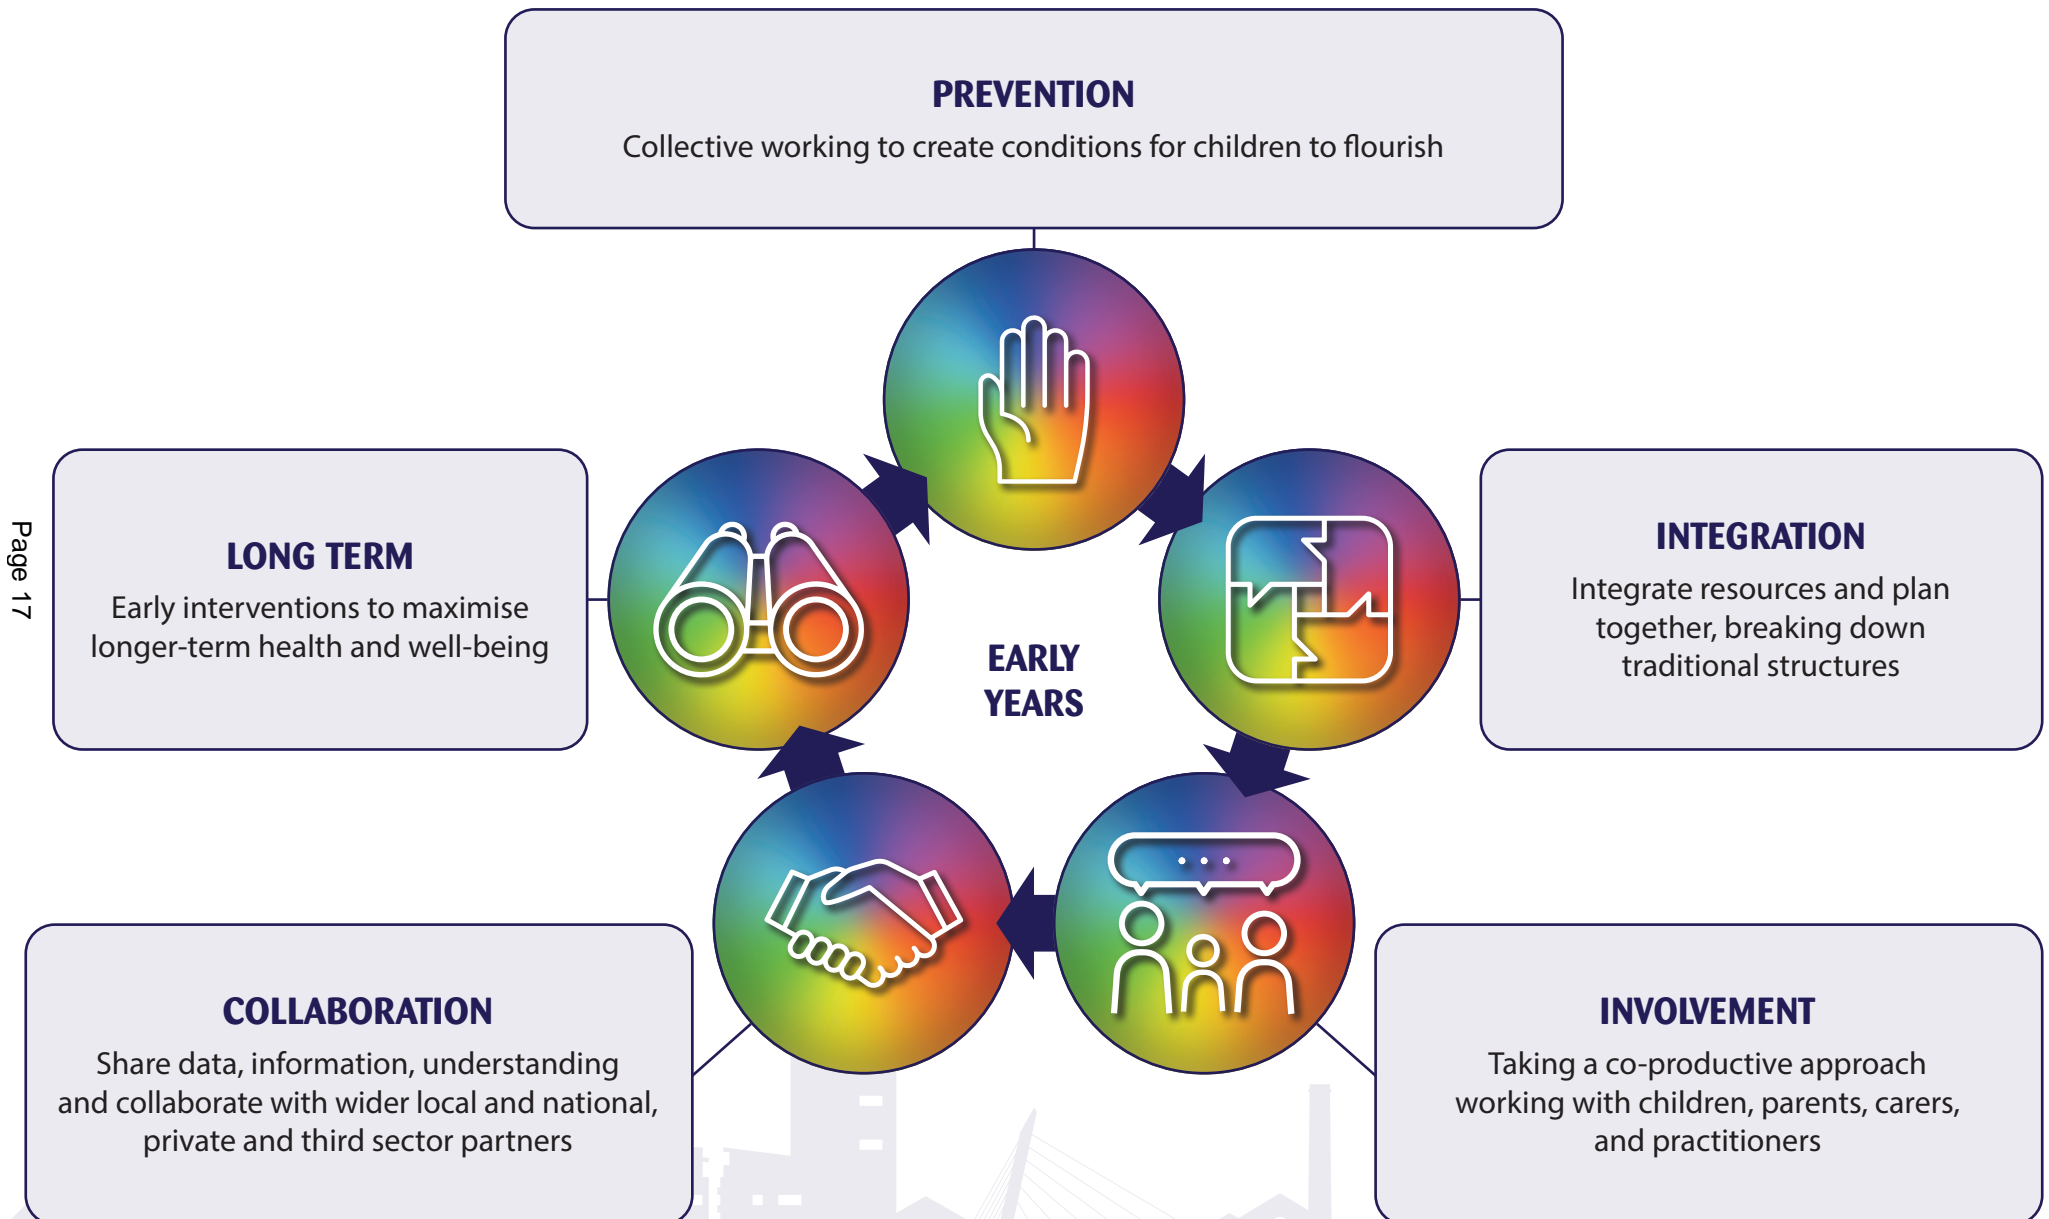 PREVENTION
Collective working to create conditions for children to flourish
LONG TERM
Early interventions to maximise
longer-term health and well-being
INTEGRATION
Integrate resources and plan
together, breaking down
traditional structures
EARLY
YEARS
COLLABORATION
Share data, information, understanding
and collaborate with wider local and national,
private and third sector partners
INVOLVEMENT
Taking a co-productive approach
working with children, parents, carers,
and practitioners
Page 17